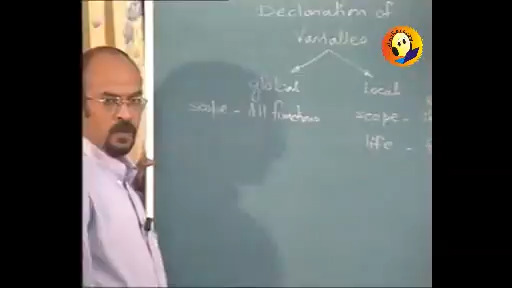 Declaration of
Variables
global local
scope - All functions scope -
life -